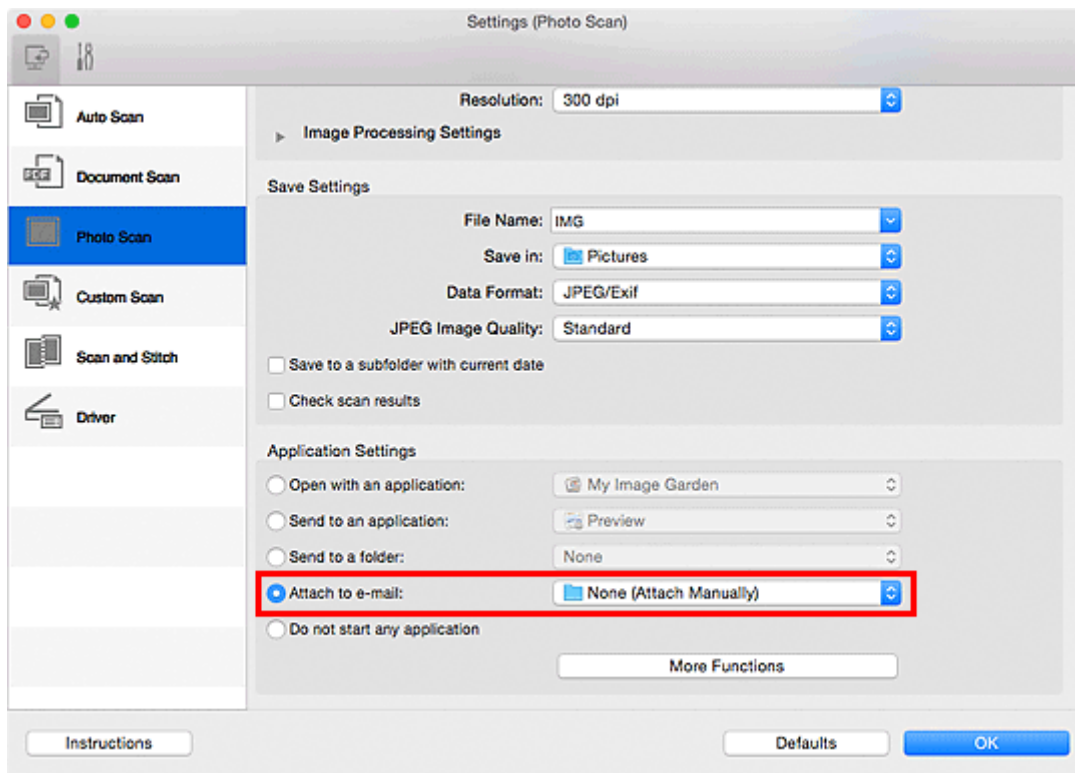 Settings (Photo Scan)
Auto Scan
Document Scan
Photo Scan
Custom Scan
Scan and Stitch
Driver
Resolution: 300 dpi
Image Processing Settings
Save Settings
File Name: IMG
Save in: Pictures
Data Format: JPEG/Exif
JPEG Image Quality: Standard
Save to a subfolder with current date
Check scan results
Application Settings
Open with an application: My Image Garden
Send to an application: Preview
Send to a folder: None
Attach to e-mail: None (Attach Manually)
Do not start any application
More Functions
Instructions
Defaults
OK